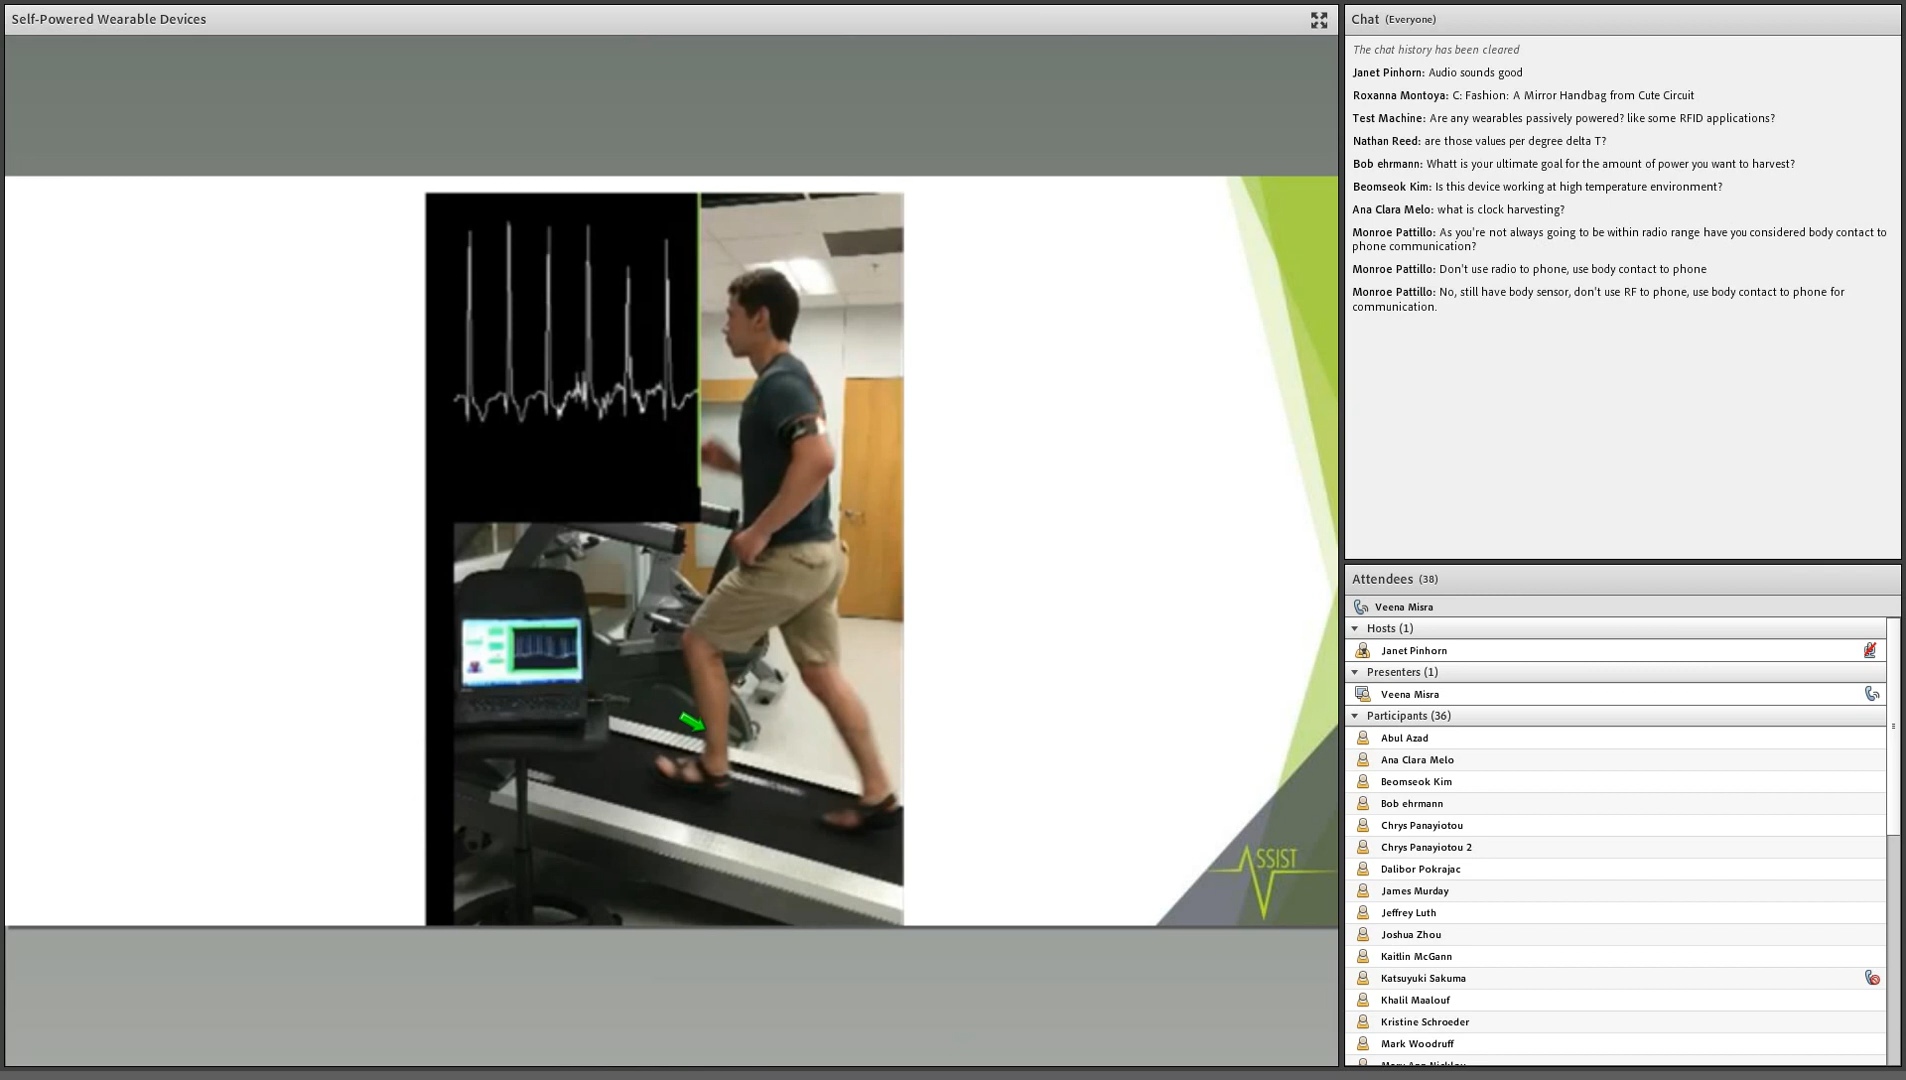 Self-Powered Wearable Devices
SSIST
Chat (Everyone)
The chat history has been cleared
Janet Pinhorn: Audio sounds good
Roxanna Montoya: C: Fashion: A Mirror Handbag from Cute Circuit
Test Machine: Are any wearables passively powered? like some RFID applications?
Nathan Reed: are those values per degree delta T?
Bob ehrmann: Whatt is your ultimate goal for the amount of power you want to harvest?
Beomseok Kim: Is this device working at high temperature environment?
Ana Clara Melo: what is clock harvesting?
Monroe Pattillo: As you're not always going to be within radio range have you considered body contact to
phone communication?
Monroe Pattillo: Don't use radio to phone, use body contact to phone
Monroe Pattillo: No, still have body sensor, don't use RF to phone, use body contact to phone for
communication.
Attendees (38)
Veena Misra
Hosts (1)
Janet Pinhorn
Presenters (1)
Veena Misra
Participants (36)
Abul Azad
Ana Clara Melo
Beomseok Kim
Bob ehrmann
Chrys Panayiotou
Chrys Panayiotou 2
Dalibor Pokrajac
James Murday
Jeffrey Luth
Joshua Zhou
Kaitlin McGann
Katsuyuki Sakuma
Khalil Maalouf
Kristine Schroeder
Mark Woodruff